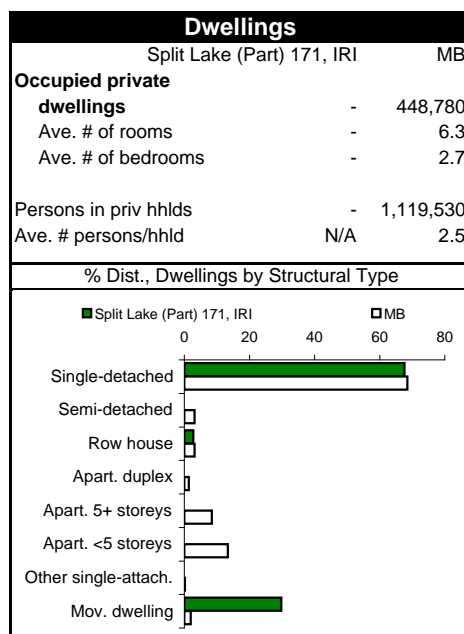 Dwellings
Split Lake (Part) 171, IRI MB
Occupied private
dwellings - 448,780
Ave. # of rooms - 6.3
Ave. # of bedrooms - 2.7
Persons in priv hhlds - 1,119,530
Ave. # persons/hhld N/A 2.5
% Dist., Dwellings by Structural Type
Split Lake (Part) 171, IRI MB
0 20 40 60 80
Single-detached
Semi-detached
Row house
Apart. duplex
Apart. 5+ storeys
Apart. <5 storeys
Other single-attach.
Mov. dwelling